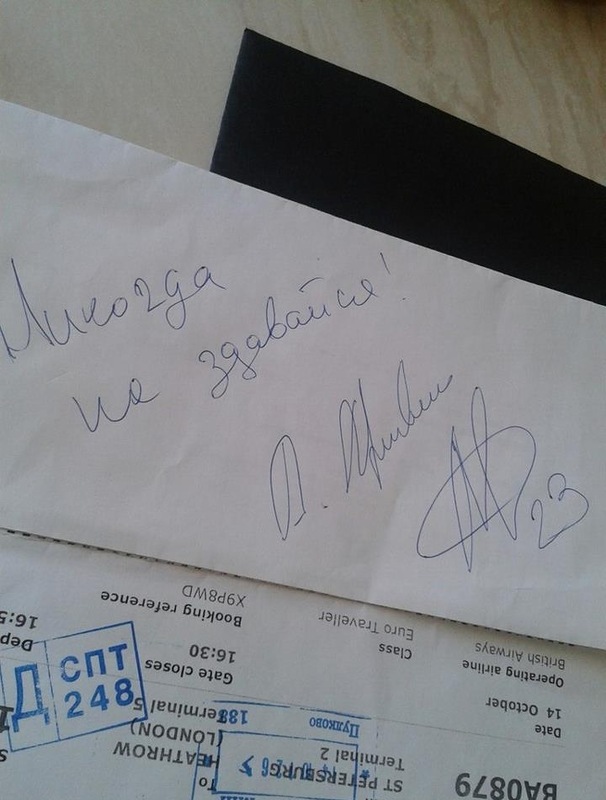 Никогда
не здавайся!
А. Аршавин
23
BA0879
Date
14 October
Operating airline
British Airways
ST PETERSBURG
Terminal 2
Class
Euro Traveller
To
HEATHROW
(LONDON)
Terminal 5
Gate closes
16:30
Booking reference
X9P8WD
Д СПТ
248
Пулково